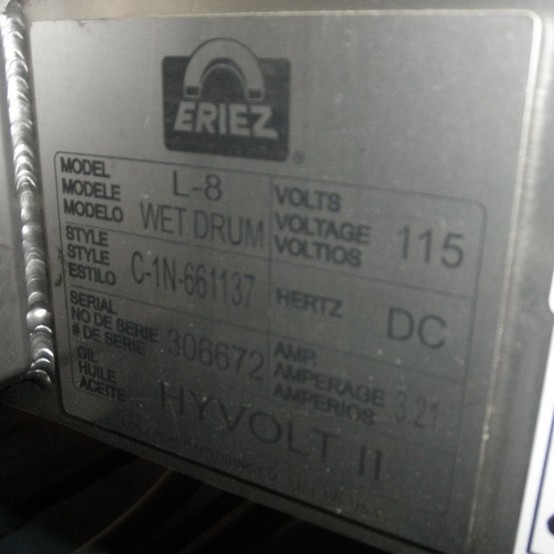 ERIEZ
®
MODEL
MODELE
MODELO
L-8
WET DRUM
VOLTS
VOLTAGE
VOLTIOS
115
STYLE
STYLE
ESTILO
C-1N-661137
HERTZ
DC
SERIAL
NO DE SERIE
# DE SERIE
306672
AMP.
AMPERAGE
AMPERIOS
3.21
OIL
HUILE
ACEITE
HYVOLT II